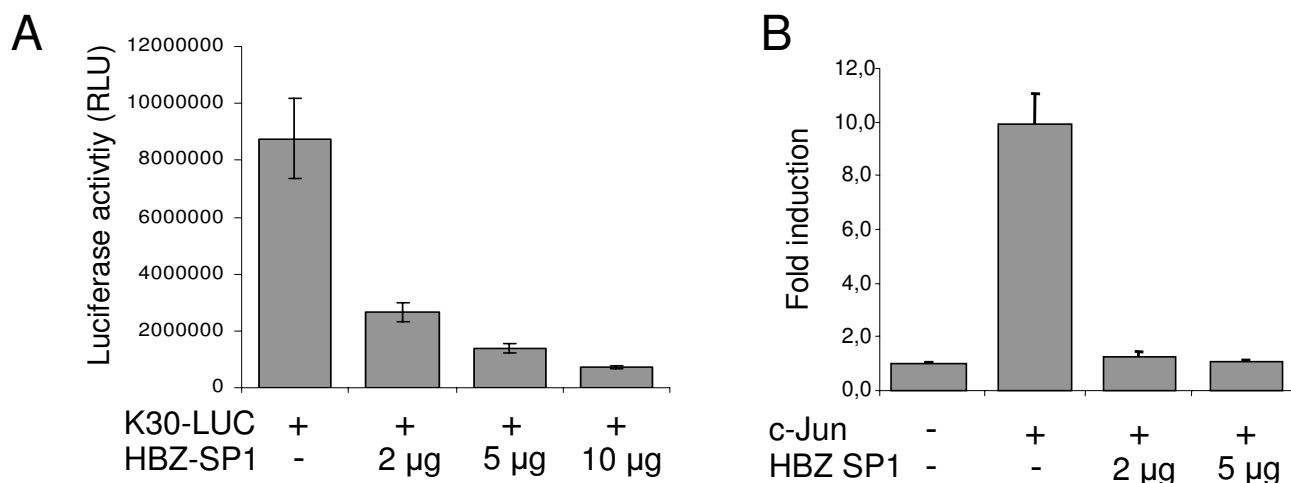 A
Luciferase activtiy (RLU)
12000000
10000000
8000000
6000000
4000000
2000000
0
K30-LUC + + + +
HBZ-SP1 - 2 µg 5 µg 10 µg
B
Fold induction
12,0
10,0
8,0
6,0
4,0
2,0
0,0
c-Jun - + + +
HBZ SP1 - - 2 µg 5 µg